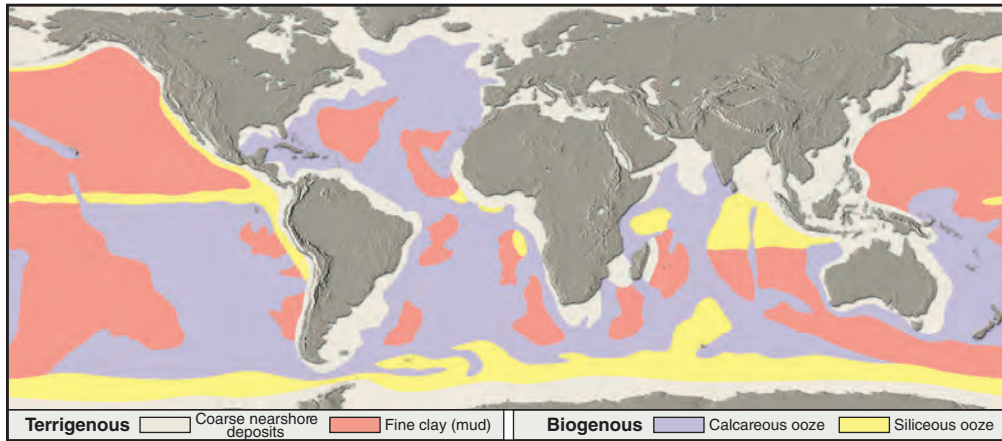 Terrigenous
Coarse nearshore
deposits
Fine clay (mud)
Biogenous
Calcareous ooze
Siliceous ooze